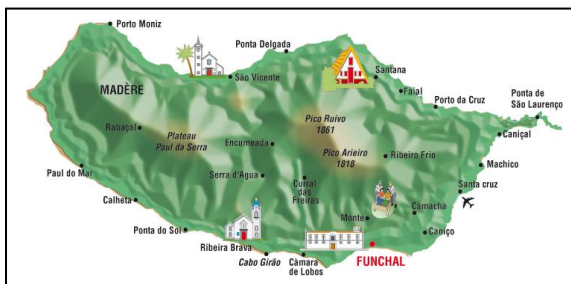 Porto Moniz
Ponta Delgada
São Vicente
Santana
Faial
Porto da Cruz
Ponta de
São Lourenço
MADÈRE
Rabaçal
Plateau
Paul da Serra
Encumeada
Pico Ruivo
1861
Pico Arieiro
1818
Ribeiro Frio
Caniçal
Machico
Paul do Mar
Serra d'Agua
Curral
das
Freiras
Santa cruz
Calheta
Monte
Camacha
Ponta do Sol
Caniço
Ribeira Brava
Cabo Girão
Càmara
de Lobos
FUNCHAL